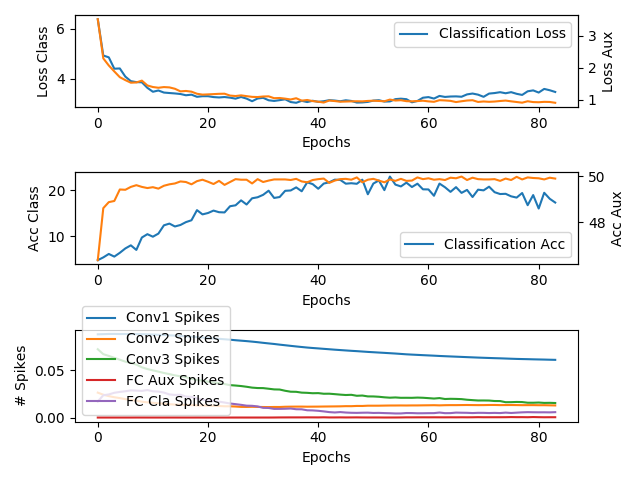 Loss Class
6
4
Classification Loss
3
2
1
Loss Aux
0 20 40 60 80
Epochs
Acc Class
20
10
Classification Acc
50
48
Acc Aux
0 20 40 60 80
Epochs
# Spikes
0.05
0.00
Conv1 Spikes
Conv2 Spikes
Conv3 Spikes
FC Aux Spikes
FC Cla Spikes
0 20 40 60 80
Epochs